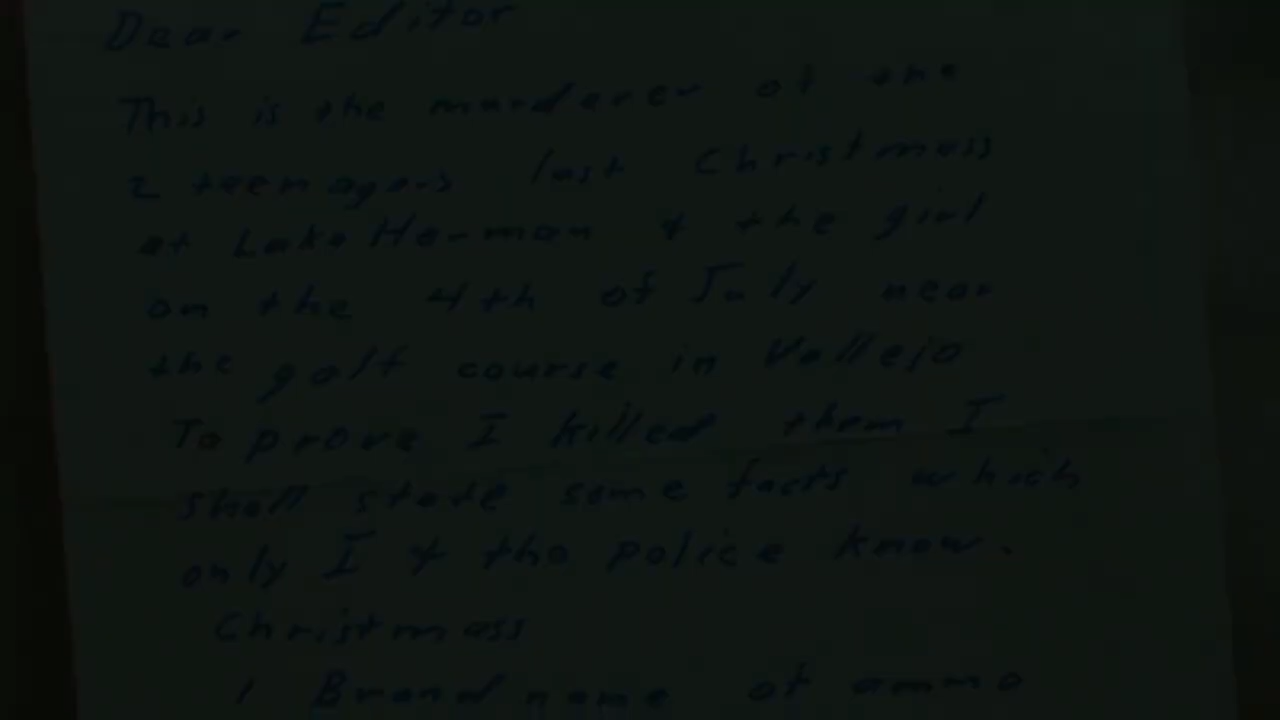 Dear Editor
This is the murderer of the
2 teenagers last Christmass
at Lake Herman & the girl
on the 4th of July near
the golf course in Vallejo
To prove I killed them I
shall state some facts which
only I & the police know.
Christmass
1 Brand name of ammo